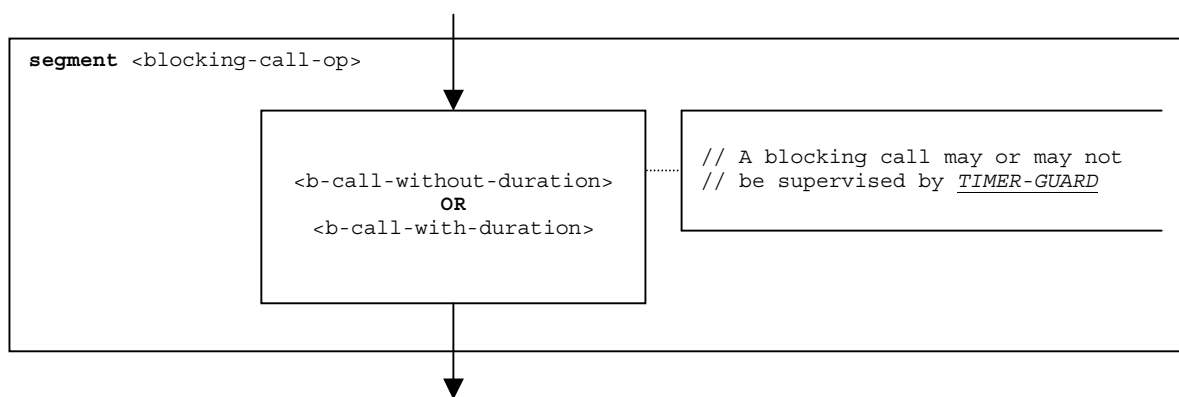 segment <blocking-call-op>
<b-call-without-duration>
OR
<b-call-with-duration>
// A blocking call may or may not
// be supervised by TIMER-GUARD